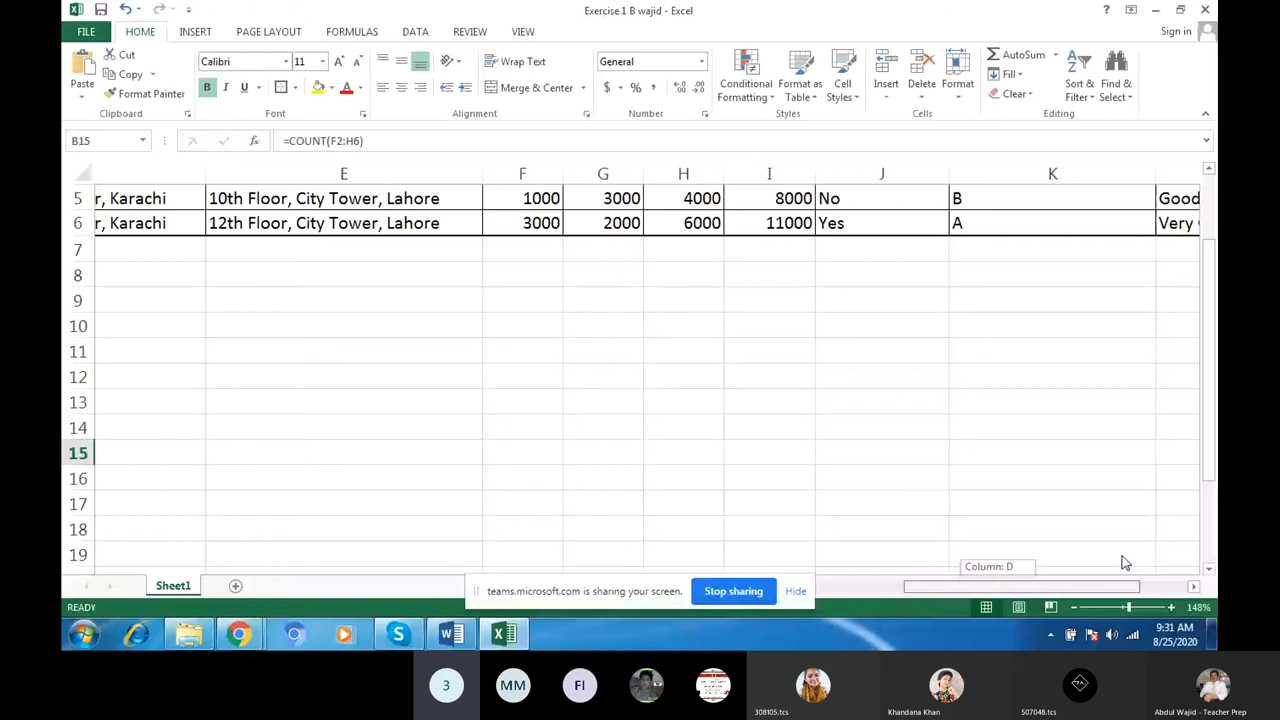 Exercise 1 B wajid - Excel
?
FILE HOME INSERT PAGE LAYOUT FORMULAS DATA REVIEW VIEW Sign in
Paste
Cut
Copy
Format Painter
Clipboard
Calibri 11
B I U
Font
Wrap Text
Merge & Center
Alignment
General
$ % ,
Number
Conditional Formatting
Format as Table
Cell Styles
Styles
Insert
Delete
Format
Cells
AutoSum
Fill
Clear
Sort & Filter
Find & Select
Editing
B15 fx =COUNT(F2:H6)
E F G H I J K
5 r, Karachi 10th Floor, City Tower, Lahore 1000 3000 4000 8000 No B Good
6 r, Karachi 12th Floor, City Tower, Lahore 3000 2000 6000 11000 Yes A Very
7
8
9
10
11
12
13
14
15
16
17
18
19
Column: D
Sheet1
teams.microsoft.com is sharing your screen. Stop sharing Hide
READY 148%
9:31 AM
8/25/2020
3 MM FI
308105.tcs Khandana Khan 507048.tcs Abdul Wajid - Teacher Prep